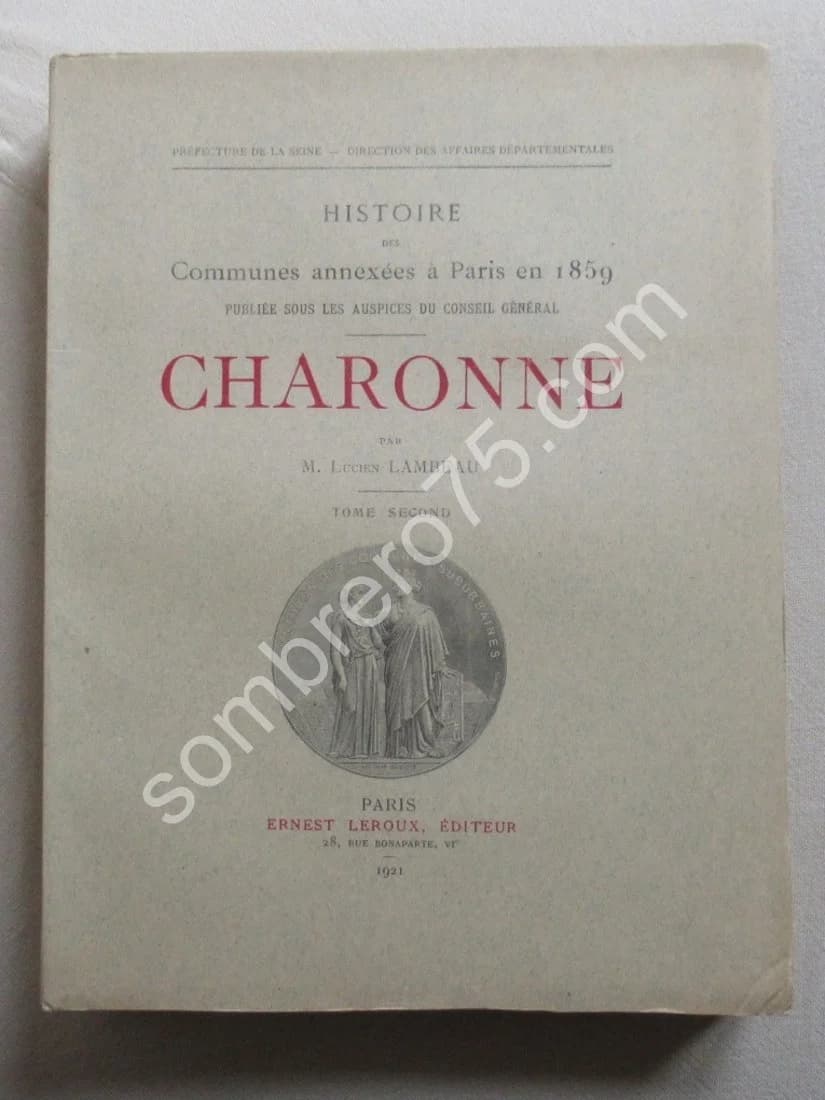 PRÉFECTURE DE LA SEINE — DIRECTION DES AFFAIRES DÉPARTEMENTALES
HISTOIRE
DES
Communes annexées à Paris en 1859
PUBLIÉE SOUS LES AUSPICES DU CONSEIL GÉNÉRAL
CHARONNE
PAR
M. LUCIEN LAMBEAU
TOME SECOND
SUBURBAINES
PARIS
ERNEST LEROUX, ÉDITEUR
28, RUE BONAPARTE, VIe
1921
sombrero75.com